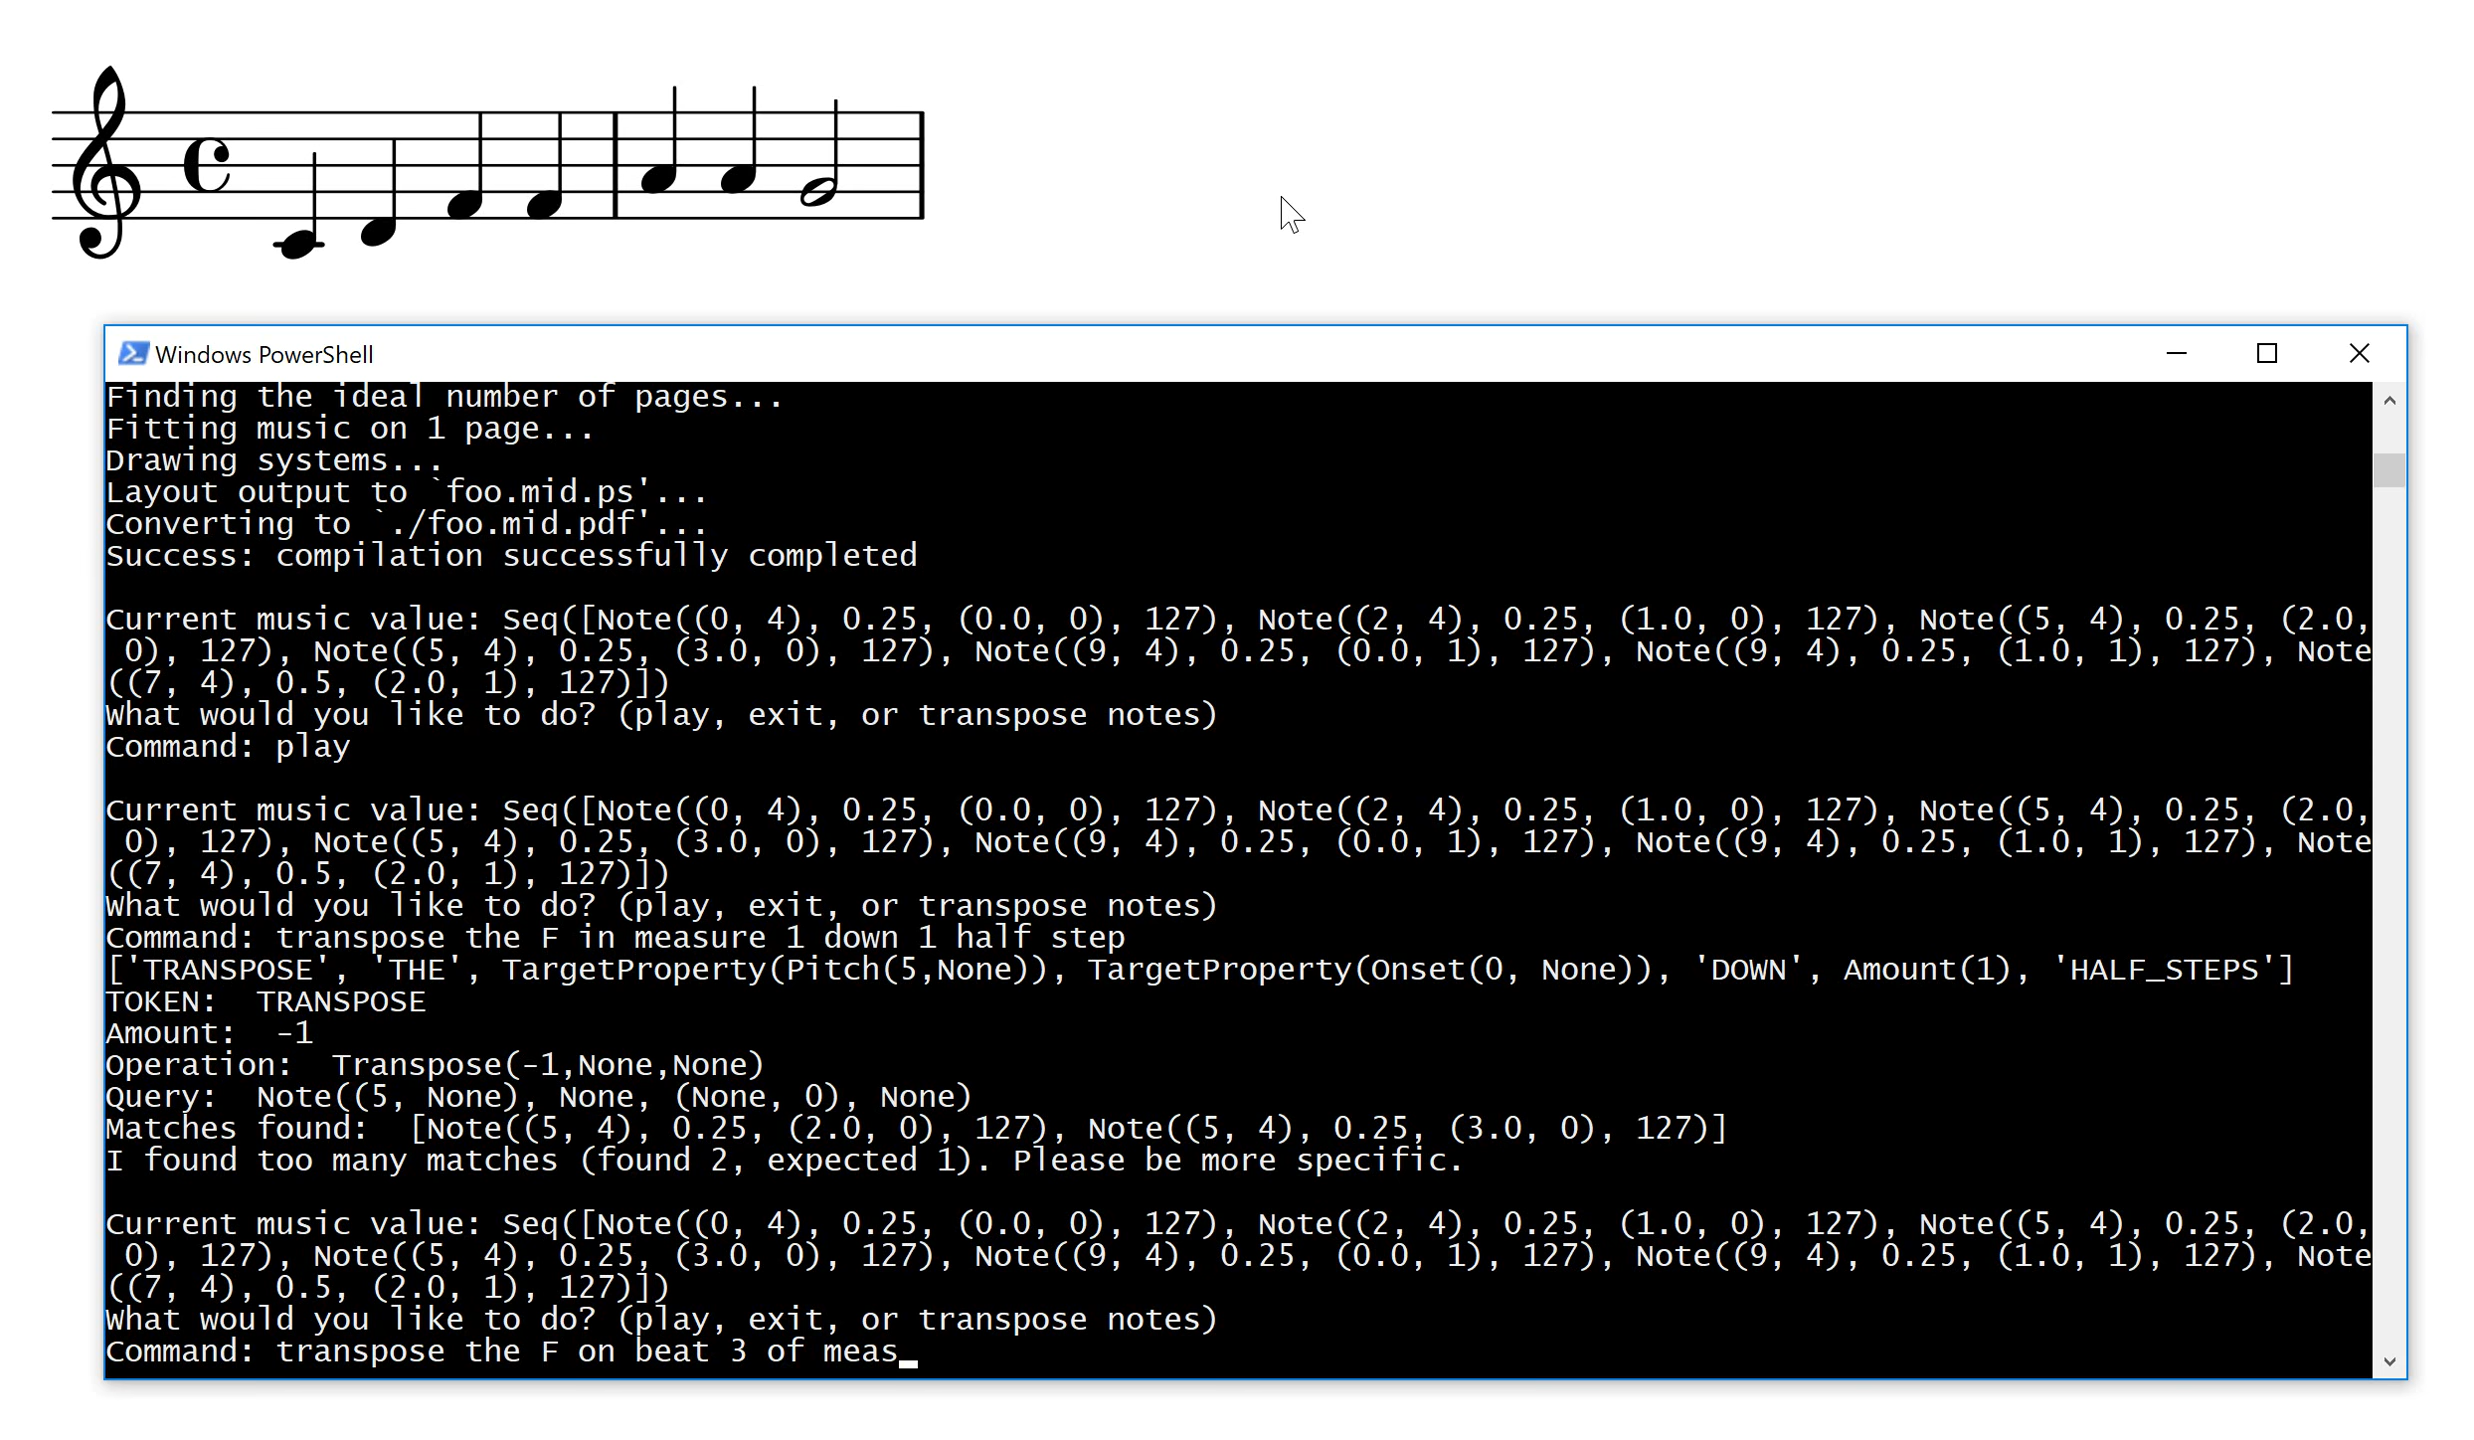 Windows PowerShell
Finding the ideal number of pages...
Fitting music on 1 page...
Drawing systems...
Layout output to `foo.mid.ps'...
Converting to `./foo.mid.pdf'...
Success: compilation successfully completed
Current music value: Seq([Note((0, 4), 0.25, (0.0, 0), 127), Note((2, 4), 0.25, (1.0, 0), 127), Note((5, 4), 0.25, (2.0,
 0), 127), Note((5, 4), 0.25, (3.0, 0), 127), Note((9, 4), 0.25, (0.0, 1), 127), Note((9, 4), 0.25, (1.0, 1), 127), Note
((7, 4), 0.5, (2.0, 1), 127)])
What would you like to do? (play, exit, or transpose notes)
Command: play
Current music value: Seq([Note((0, 4), 0.25, (0.0, 0), 127), Note((2, 4), 0.25, (1.0, 0), 127), Note((5, 4), 0.25, (2.0,
 0), 127), Note((5, 4), 0.25, (3.0, 0), 127), Note((9, 4), 0.25, (0.0, 1), 127), Note((9, 4), 0.25, (1.0, 1), 127), Note
((7, 4), 0.5, (2.0, 1), 127)])
What would you like to do? (play, exit, or transpose notes)
Command: transpose the F in measure 1 down 1 half step
['TRANSPOSE', 'THE', TargetProperty(Pitch(5,None)), TargetProperty(Onset(0, None)), 'DOWN', Amount(1), 'HALF_STEPS']
TOKEN:  TRANSPOSE
Amount:  -1
Operation:  Transpose(-1,None,None)
Query:  Note((5, None), None, (None, 0), None)
Matches found:  [Note((5, 4), 0.25, (2.0, 0), 127), Note((5, 4), 0.25, (3.0, 0), 127)]
I found too many matches (found 2, expected 1). Please be more specific.
Current music value: Seq([Note((0, 4), 0.25, (0.0, 0), 127), Note((2, 4), 0.25, (1.0, 0), 127), Note((5, 4), 0.25, (2.0,
 0), 127), Note((5, 4), 0.25, (3.0, 0), 127), Note((9, 4), 0.25, (0.0, 1), 127), Note((9, 4), 0.25, (1.0, 1), 127), Note
((7, 4), 0.5, (2.0, 1), 127)])
What would you like to do? (play, exit, or transpose notes)
Command: transpose the F on beat 3 of meas